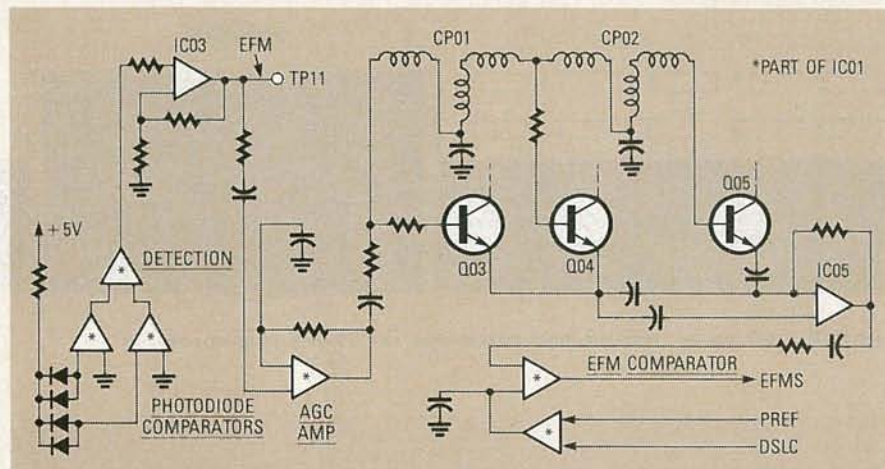 IC03
EFM
TP11
CP01
CP02
*PART OF IC01
+5V
DETECTION
*
Q03
Q04
Q05
IC05
*
*
PHOTODIODE
COMPARATORS
*
AGC
AMP
*
EFM COMPARATOR
EFMS
*
PREF
DSLC